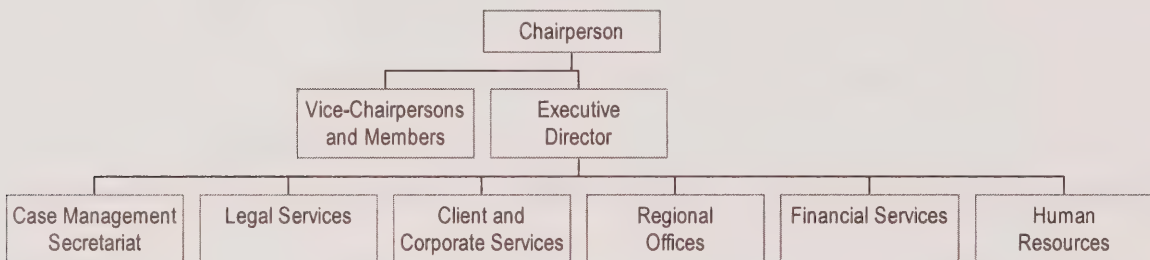 Chairperson
Vice-Chairpersons
and Members
Executive
Director
Case Management
Secretariat
Legal Services
Client and
Corporate Services
Regional
Offices
Financial Services
Human
Resources